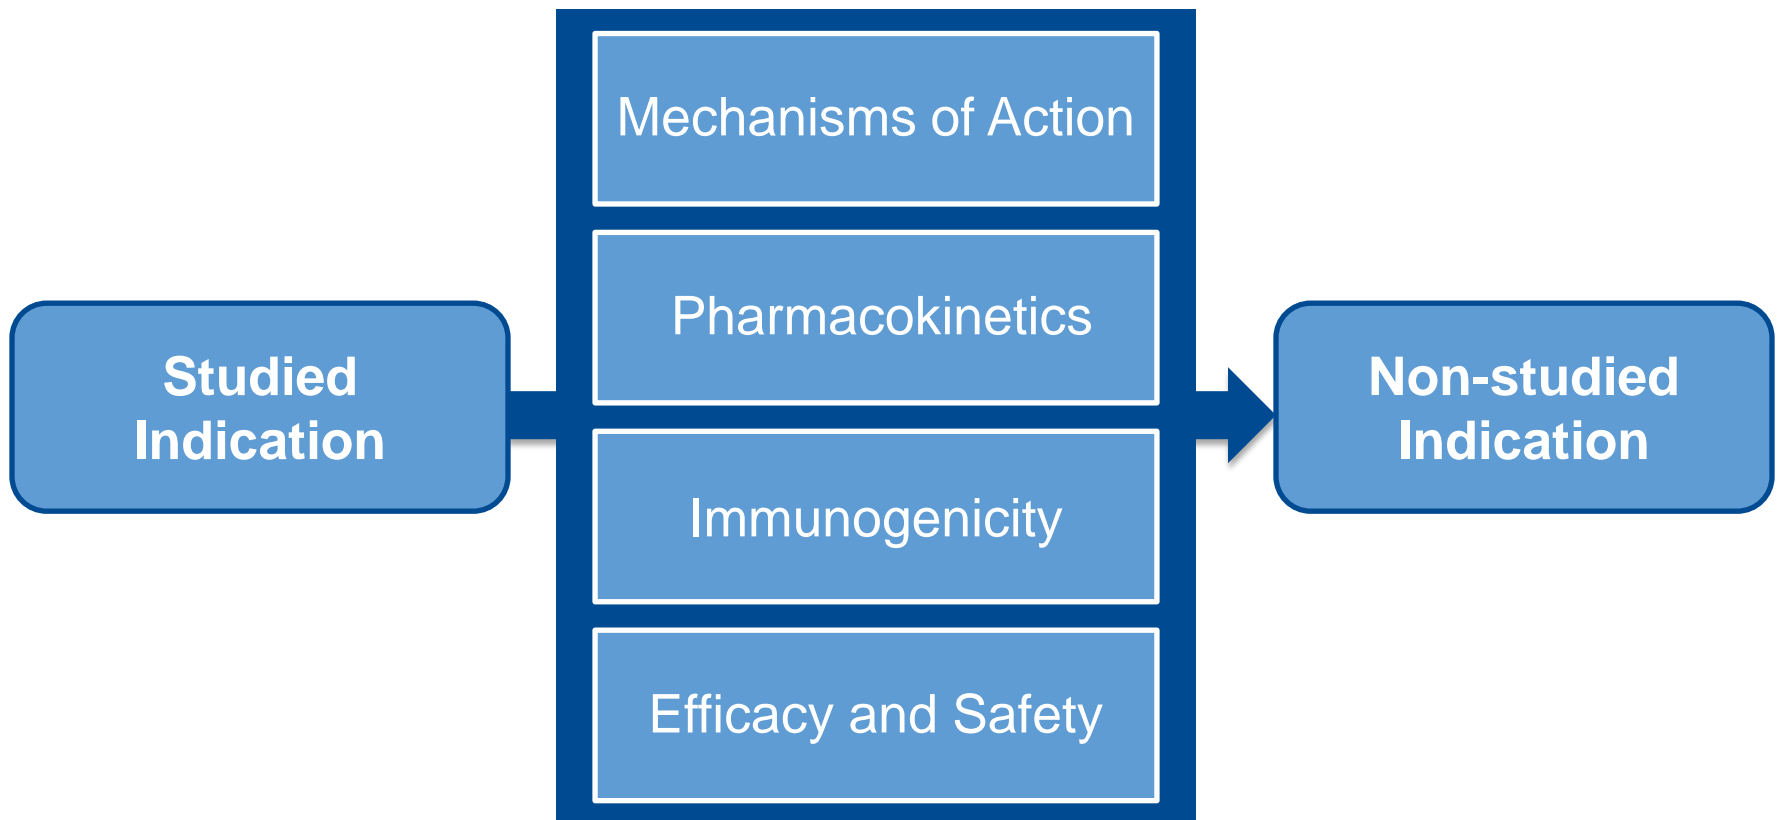 Mechanisms of Action
Pharmacokinetics
Studied
Indication
Non-studied
Indication
Immunogenicity
Efficacy and Safety